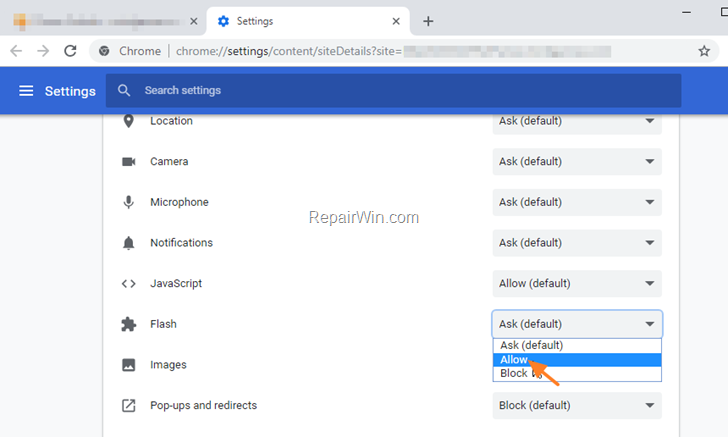 Settings
Chrome | chrome://settings/content/siteDetails?site=
Settings
Search settings
Location Ask (default)
Camera Ask (default)
Microphone Ask (default)
RepairWin.com
Notifications Ask (default)
JavaScript Allow (default)
Flash Ask (default)
Ask (default)
Allow
Images
Block
Pop-ups and redirects Block (default)